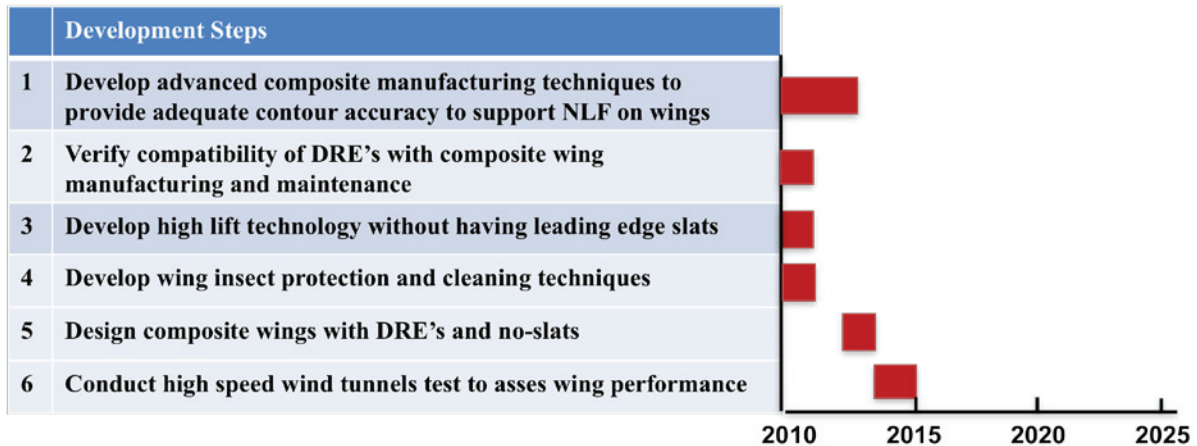 Development Steps
1 Develop advanced composite manufacturing techniques to
provide adequate contour accuracy to support NLF on wings
2 Verify compatibility of DRE’s with composite wing
manufacturing and maintenance
3 Develop high lift technology without having leading edge slats
4 Develop wing insect protection and cleaning techniques
5 Design composite wings with DRE’s and no-slats
6 Conduct high speed wind tunnels test to asses wing performance
2010 2015 2020 2025